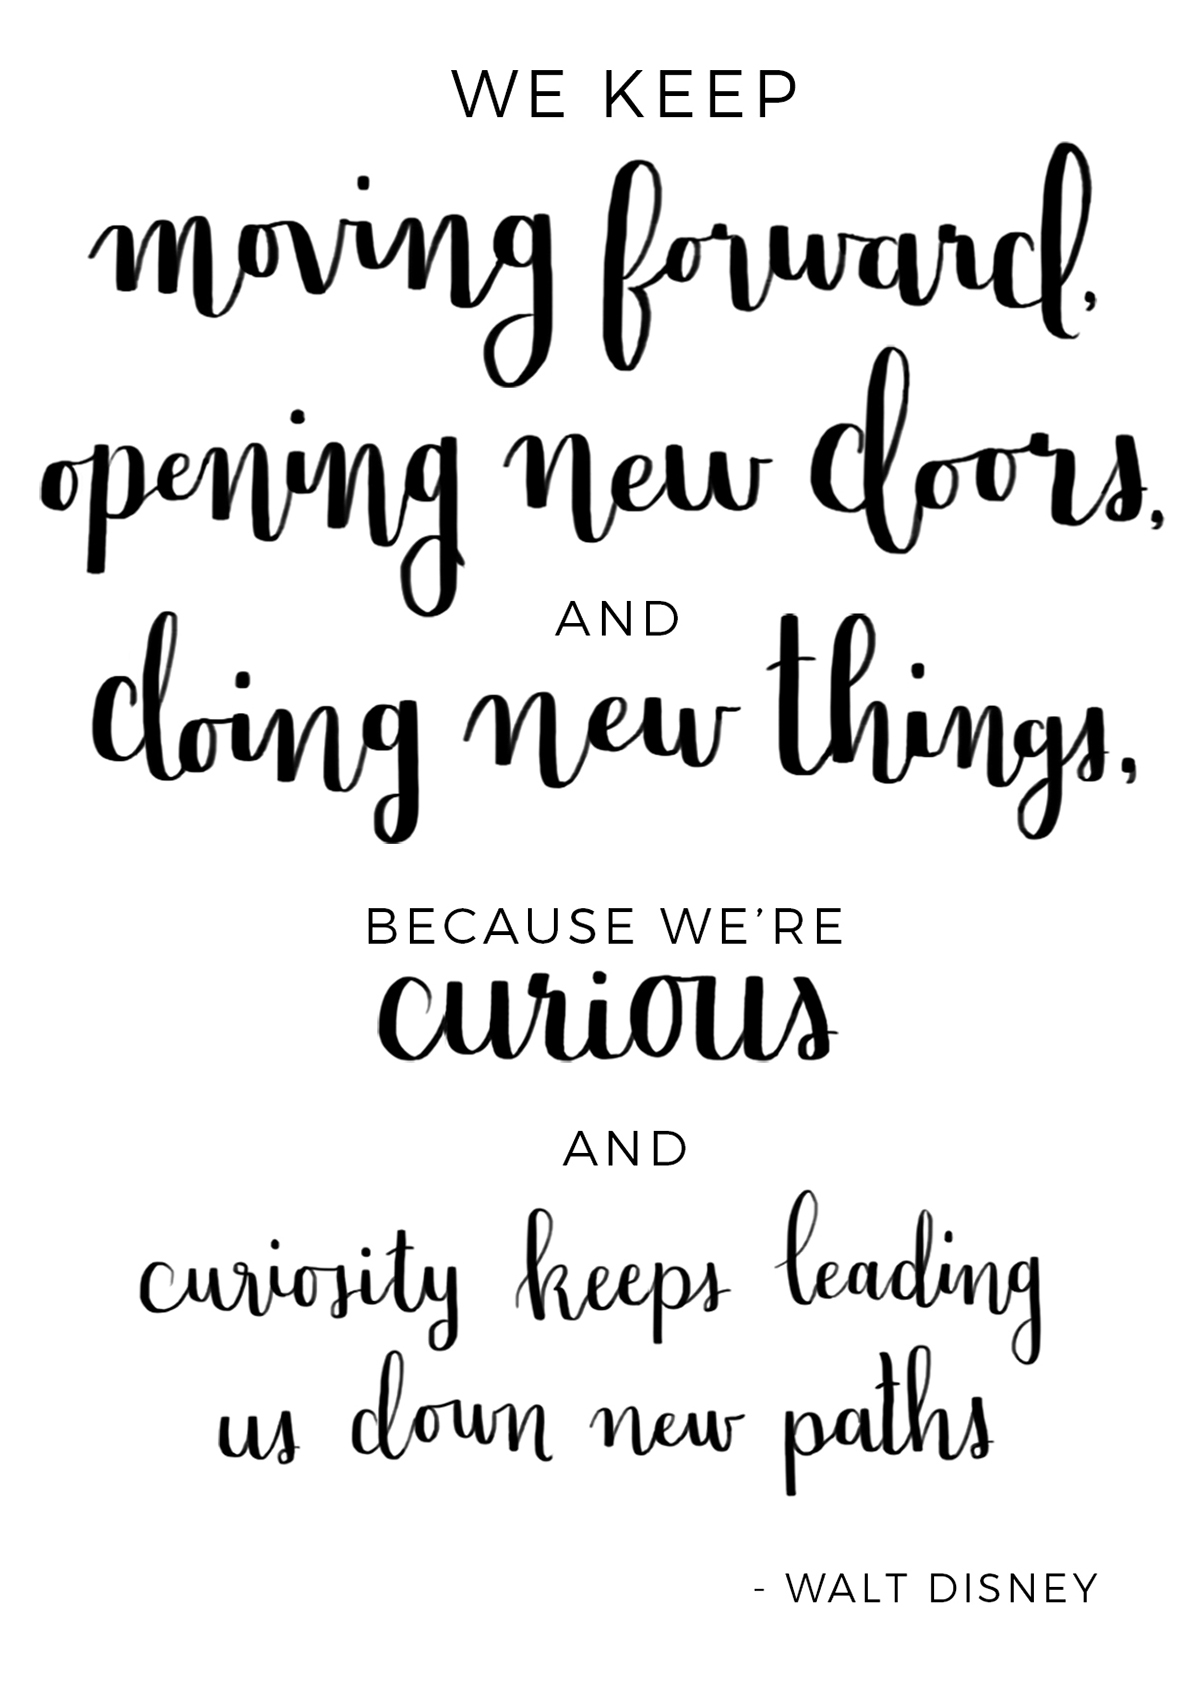 WE KEEP
moving forward,
opening new doors,
AND
doing new things,
BECAUSE WE'RE
curious
AND
curiosity keeps leading
us down new paths
- WALT DISNEY